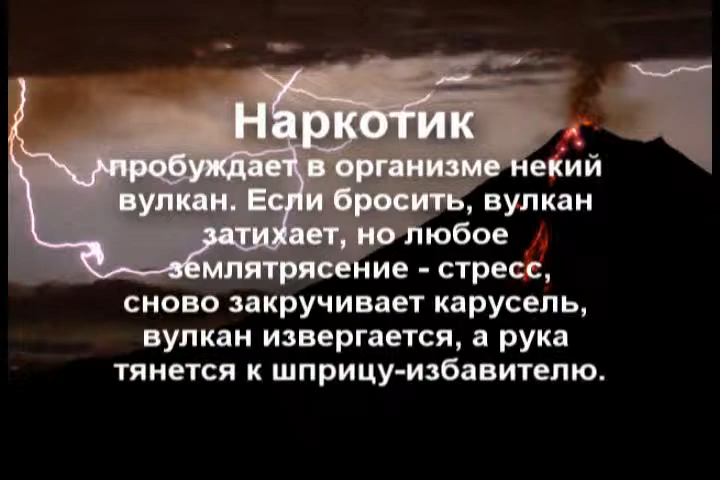 Наркотик
пробуждает в организме некий
вулкан. Если бросить, вулкан
затихает, но любое
землятрясение - стресс,
сново закручивает карусель,
вулкан извергается, а рука
тянется к шприцу-избавителю.